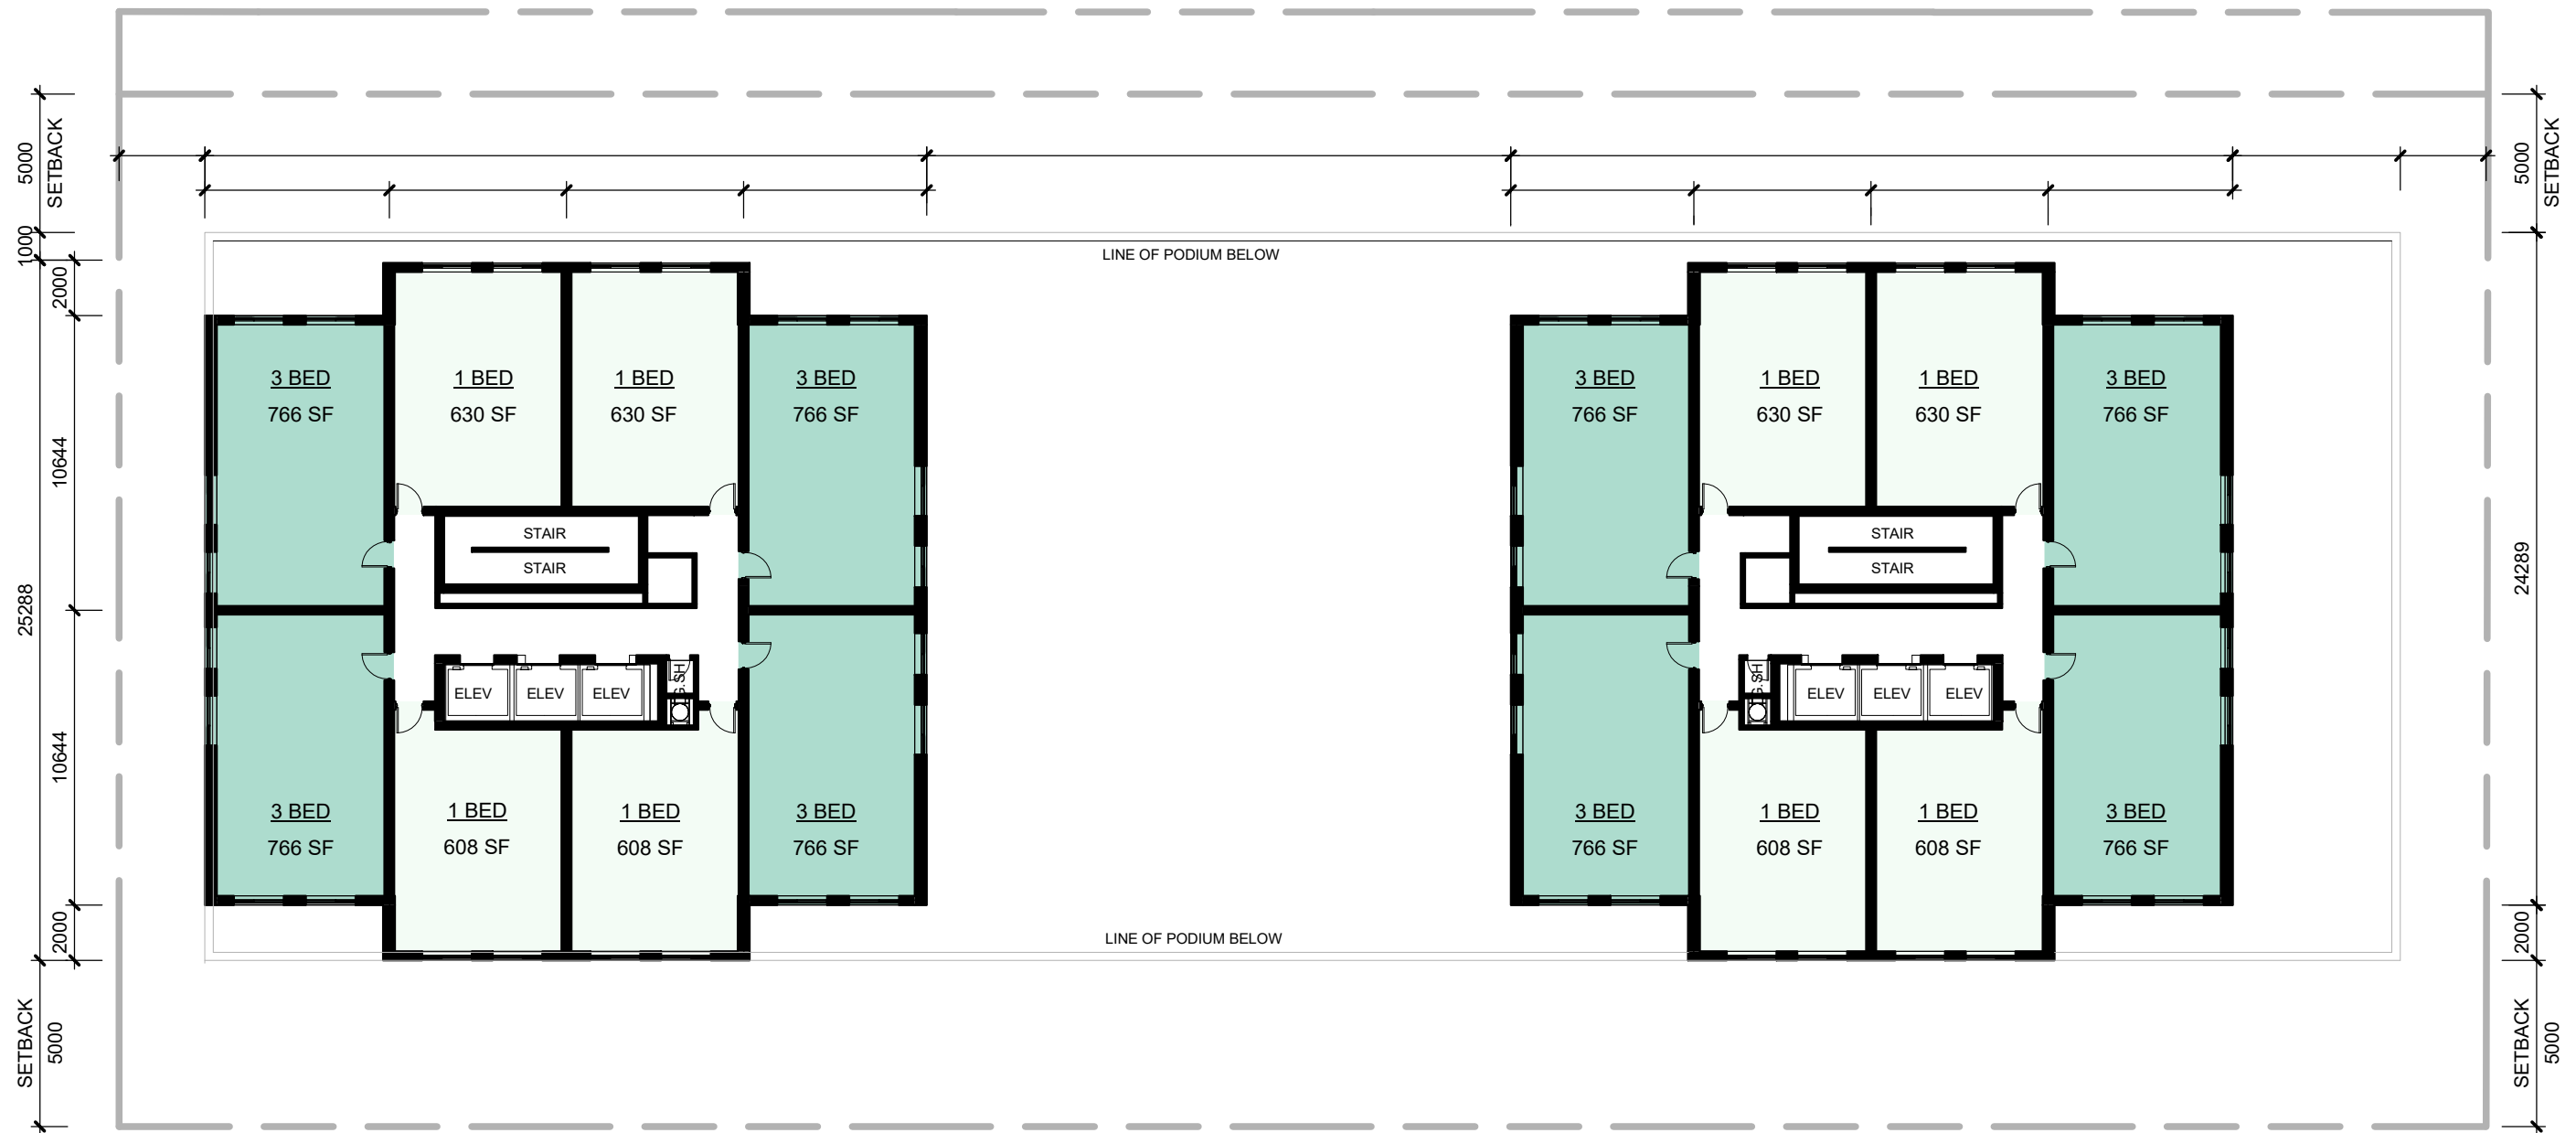 SETBACK
5000
1000
2000
10644
25288
10644
2000
SETBACK
5000
LINE OF PODIUM BELOW
3 BED
766 SF
1 BED
630 SF
1 BED
630 SF
3 BED
766 SF
STAIR
STAIR
ELEV
ELEV
ELEV
G.SH
3 BED
766 SF
1 BED
608 SF
1 BED
608 SF
3 BED
766 SF
LINE OF PODIUM BELOW
3 BED
766 SF
1 BED
630 SF
1 BED
630 SF
3 BED
766 SF
STAIR
STAIR
G.SH
ELEV
ELEV
ELEV
3 BED
766 SF
1 BED
608 SF
1 BED
608 SF
3 BED
766 SF
5000
SETBACK
24289
2000
SETBACK
5000